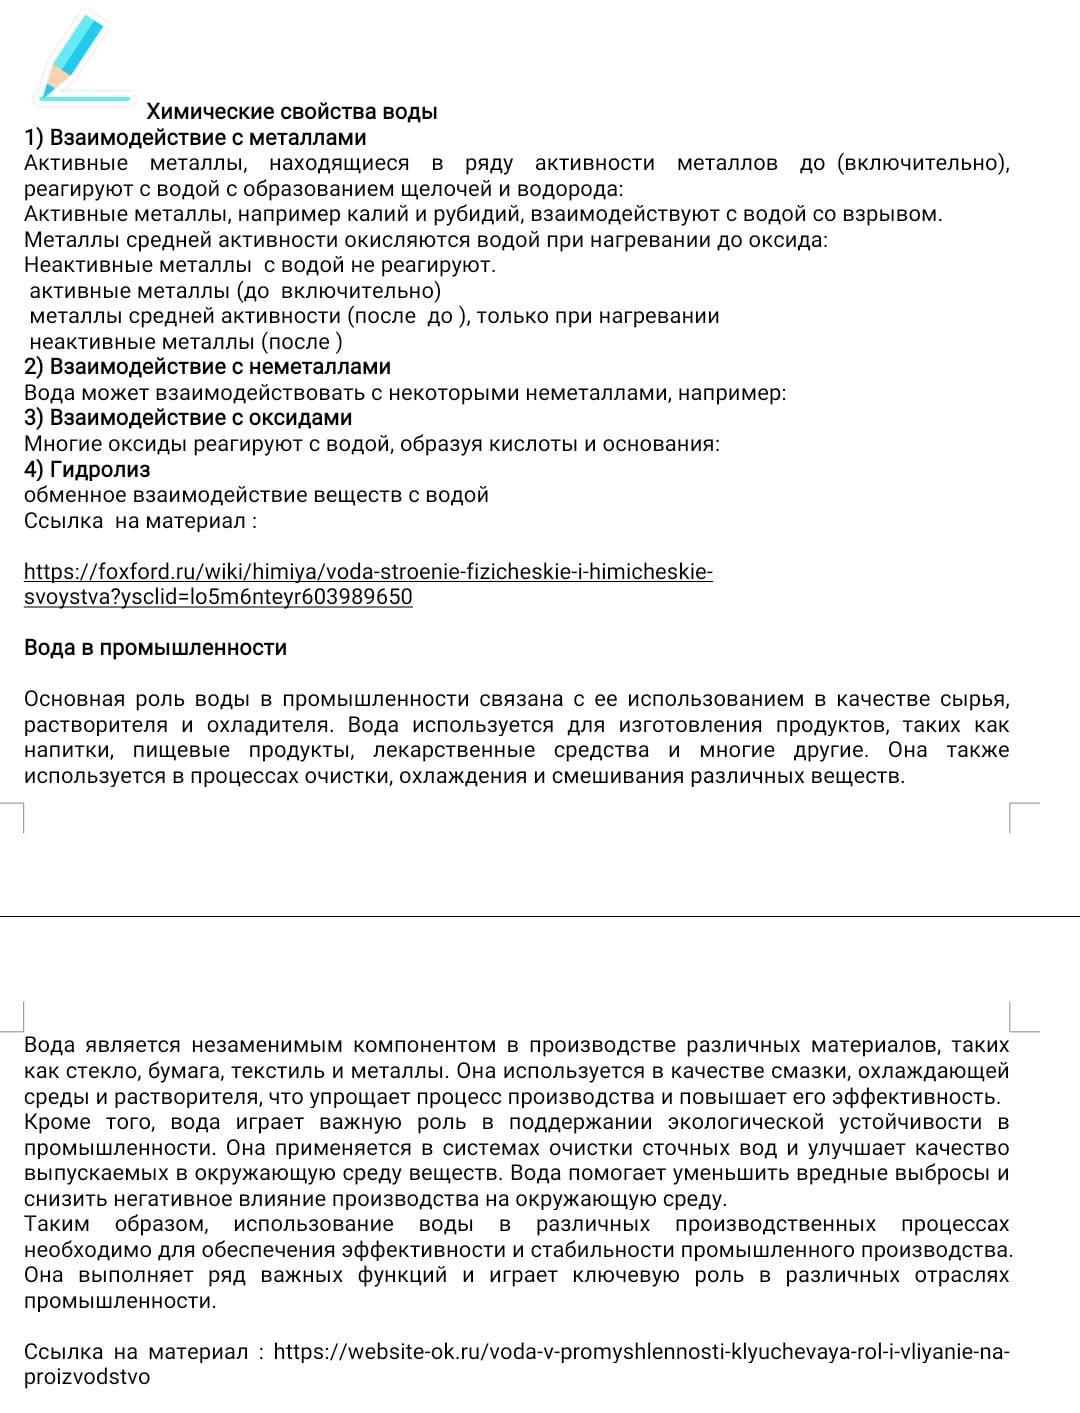 Химические свойства воды
1) Взаимодействие с металлами
Активные металлы, находящиеся в ряду активности металлов до (включительно),
реагируют с водой с образованием щелочей и водорода:
Активные металлы, например калий и рубидий, взаимодействуют с водой со взрывом.
Металлы средней активности окисляются водой при нагревании до оксида:
Неактивные металлы с водой не реагируют.
активные металлы (до включительно)
металлы средней активности (после до ), только при нагревании
неактивные металлы (после )
2) Взаимодействие с неметаллами
Вода может взаимодействовать с некоторыми неметаллами, например:
3) Взаимодействие с оксидами
Многие оксиды реагируют с водой, образуя кислоты и основания:
4) Гидролиз
обменное взаимодействие веществ с водой
Ссылка на материал :
https://foxford.ru/wiki/himiya/voda-stroenie-fizicheskie-i-himicheskie-
svoystva?ysclid=lo5m6nteyr603989650
Вода в промышленности
Основная роль воды в промышленности связана с ее использованием в качестве сырья,
растворителя и охладителя. Вода используется для изготовления продуктов, таких как
напитки, пищевые продукты, лекарственные средства и многие другие. Она также
используется в процессах очистки, охлаждения и смешивания различных веществ.
Вода является незаменимым компонентом в производстве различных материалов, таких
как стекло, бумага, текстиль и металлы. Она используется в качестве смазки, охлаждающей
среды и растворителя, что упрощает процесс производства и повышает его эффективность.
Кроме того, вода играет важную роль в поддержании экологической устойчивости в
промышленности. Она применяется в системах очистки сточных вод и улучшает качество
выпускаемых в окружающую среду веществ. Вода помогает уменьшить вредные выбросы и
снизить негативное влияние производства на окружающую среду.
Таким образом, использование воды в различных производственных процессах
необходимо для обеспечения эффективности и стабильности промышленного производства.
Она выполняет ряд важных функций и играет ключевую роль в различных отраслях
промышленности.
Ссылка на материал : https://website-ok.ru/voda-v-promyshlennosti-klyuchevaya-rol-i-vliyanie-na-
proizvodstvo